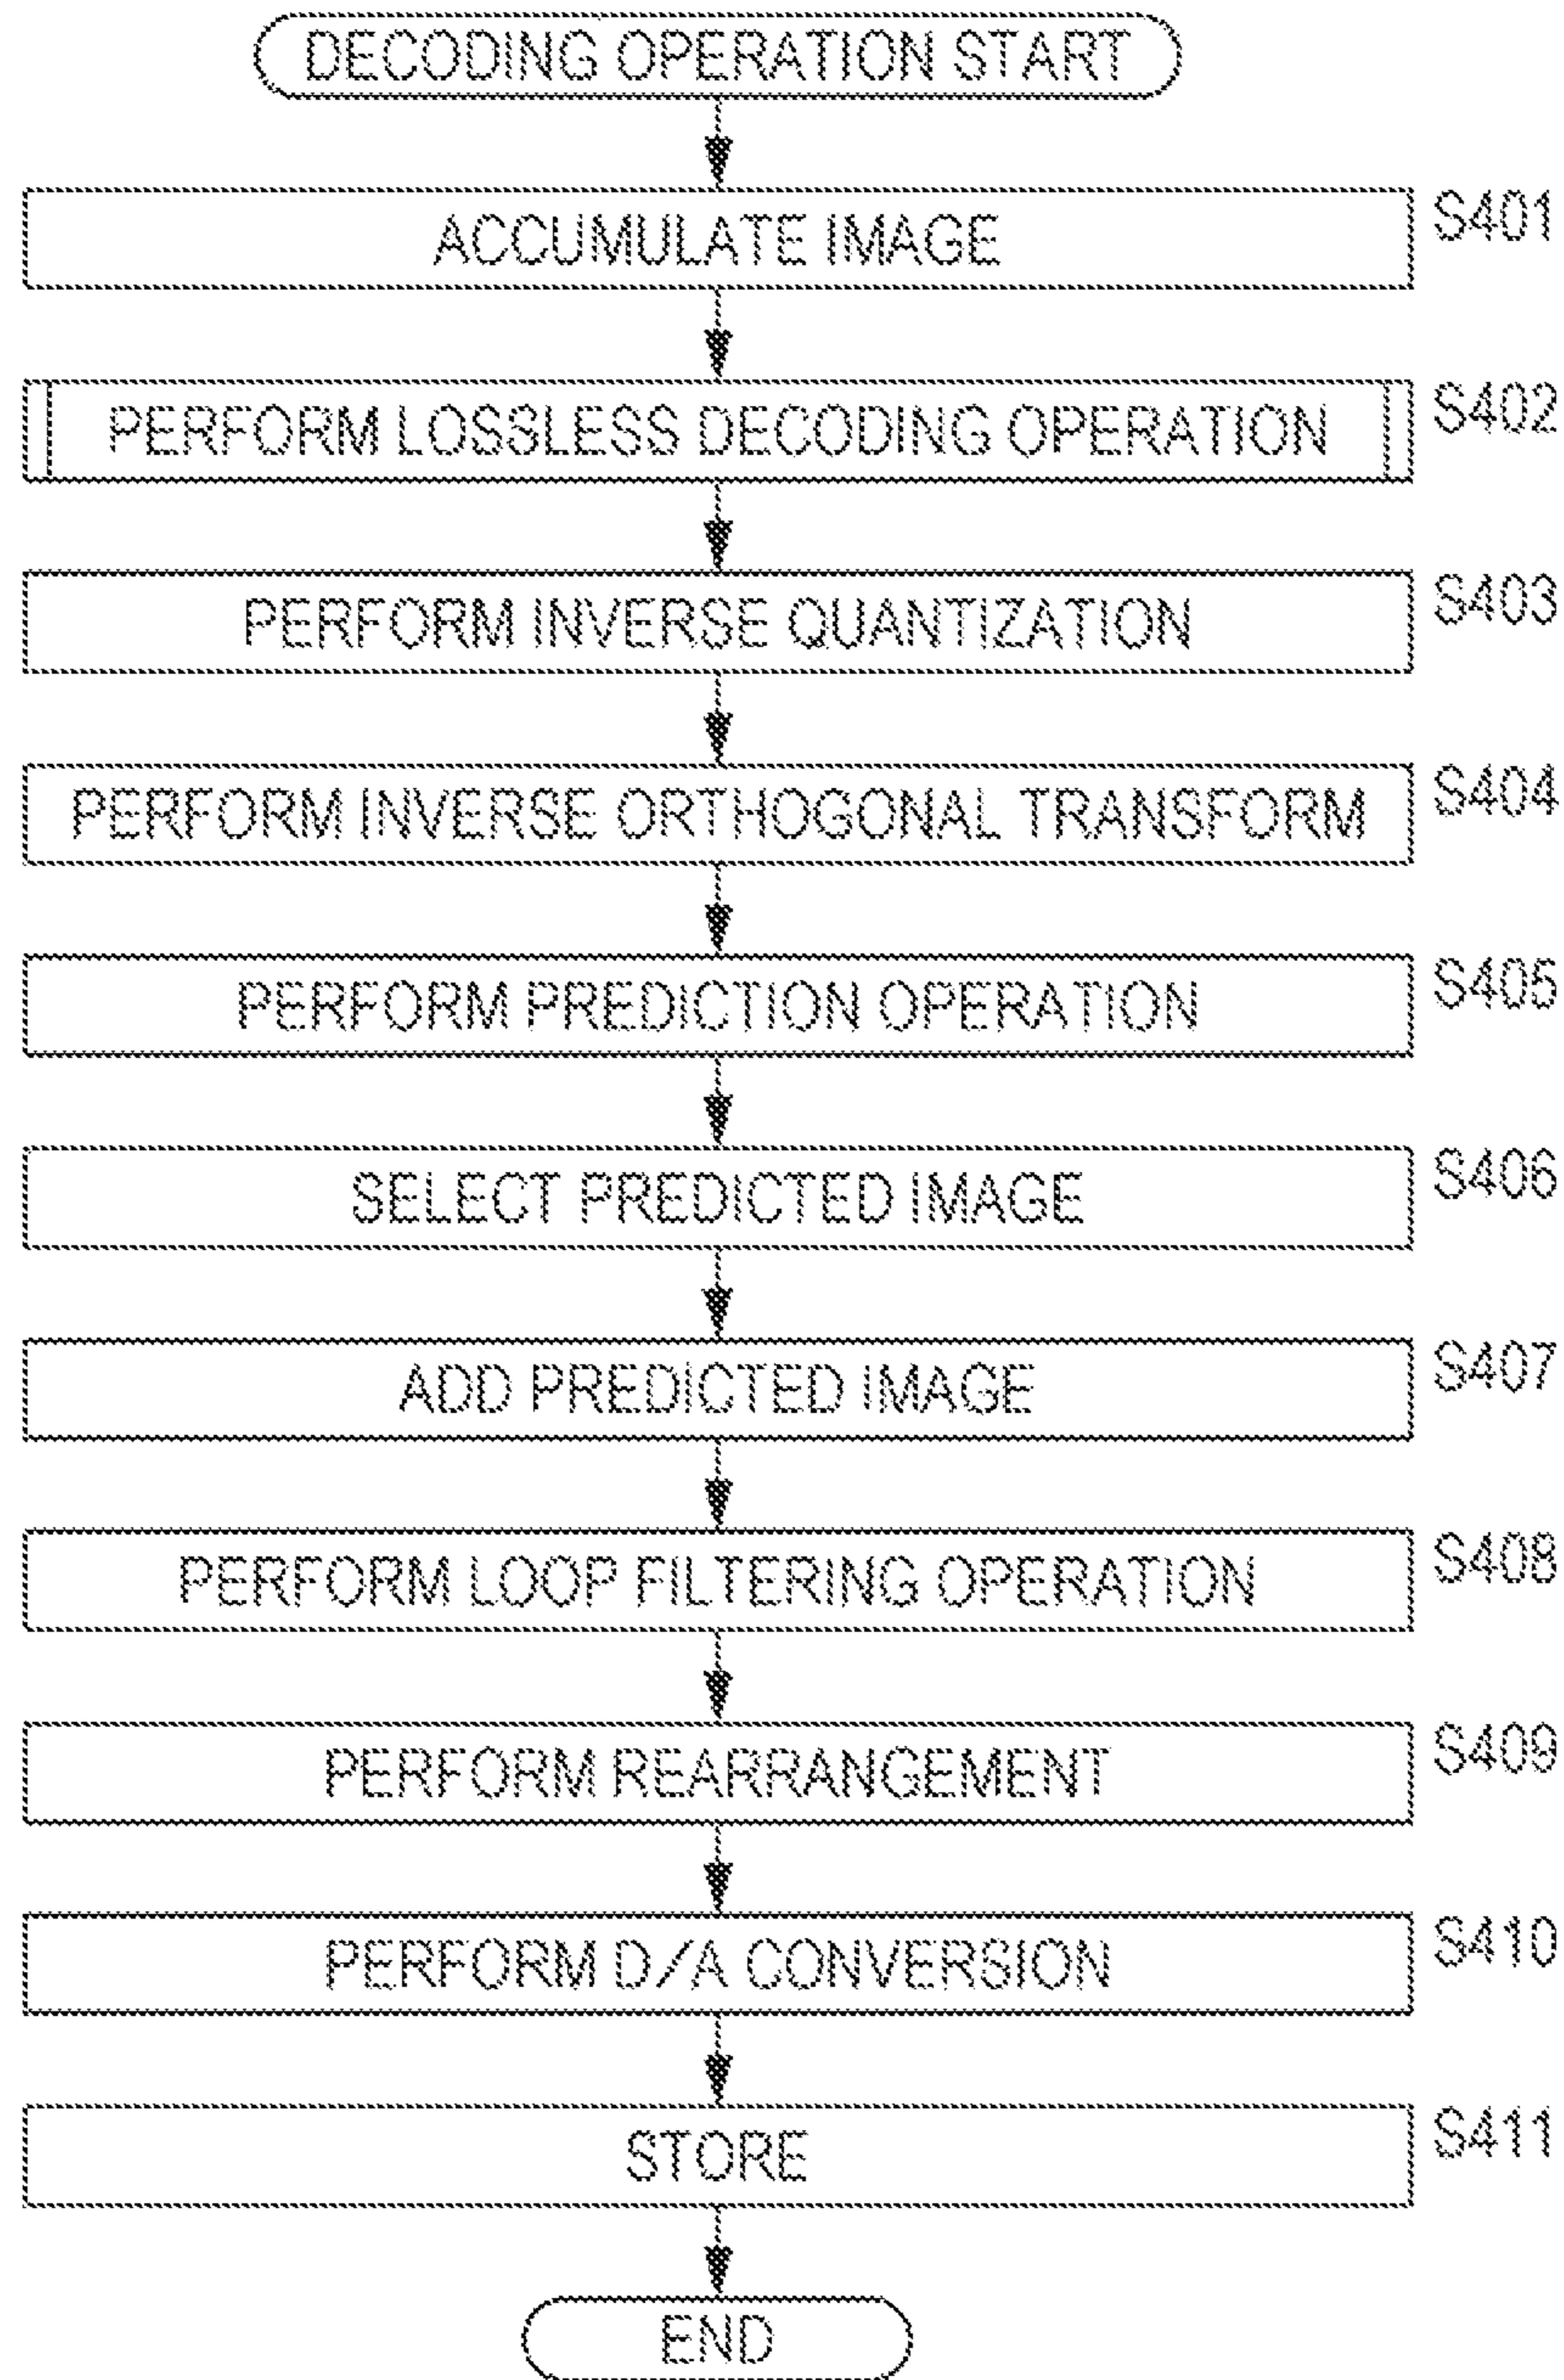 DECODING OPERATION START
ACCUMULATE IMAGE S401
PERFORM LOSSLESS DECODING OPERATION S402
PERFORM INVERSE QUANTIZATION S403
PERFORM INVERSE ORTHOGONAL TRANSFORM S404
PERFORM PREDICTION OPERATION S405
SELECT PREDICTED IMAGE S406
ADD PREDICTED IMAGE S407
PERFORM LOOP FILTERING OPERATION S408
PERFORM REARRANGEMENT S409
PERFORM D/A CONVERSION S410
STORE S411
END